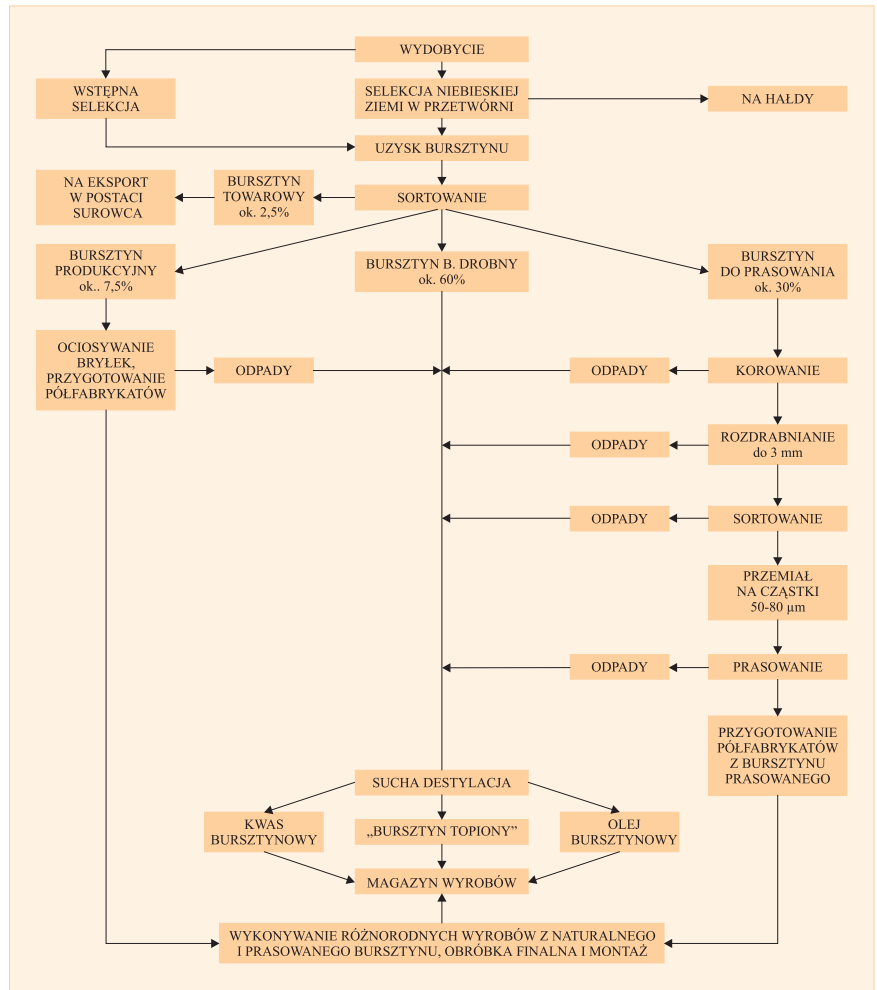 WYDOBYCIE
WSTĘPNA
SELEKCJA
SELEKCJA NIEBIESKIEJ
ZIEMI W PRZETWÓRNI
NA HAŁDY
UZYSK BURSZTYNU
NA EKSPORT
W POSTACI
SUROWCA
BURSZTYN
TOWAROWY
ok. 2,5%
SORTOWANIE
BURSZTYN
PRODUKCYJNY
ok.. 7,5%
BURSZTYN B. DROBNY
ok. 60%
BURSZTYN
DO PRASOWANIA
ok. 30%
OCIOSYWANIE
BRYŁEK,
PRZYGOTOWANIE
PÓŁFABRYKATÓW
ODPADY
ODPADY
KOROWANIE
ODPADY
ROZDRABNIANIE
do 3 mm
ODPADY
SORTOWANIE
PRZEMIAŁ
NA CZĄSTKI
50-80 µm
ODPADY
PRASOWANIE
PRZYGOTOWANIE
PÓŁFABRYKATÓW
Z BURSZTYNU
PRASOWANEGO
SUCHA DESTYLACJA
KWAS
BURSZTYNOWY
„BURSZTYN TOPIONY”
OLEJ
BURSZTYNOWY
MAGAZYN WYROBÓW
WYKONYWANIE RÓŻNORODNYCH WYROBÓW Z NATURALNEGO
I PRASOWANEGO BURSZTYNU, OBRÓBKA FINALNA I MONTAŻ